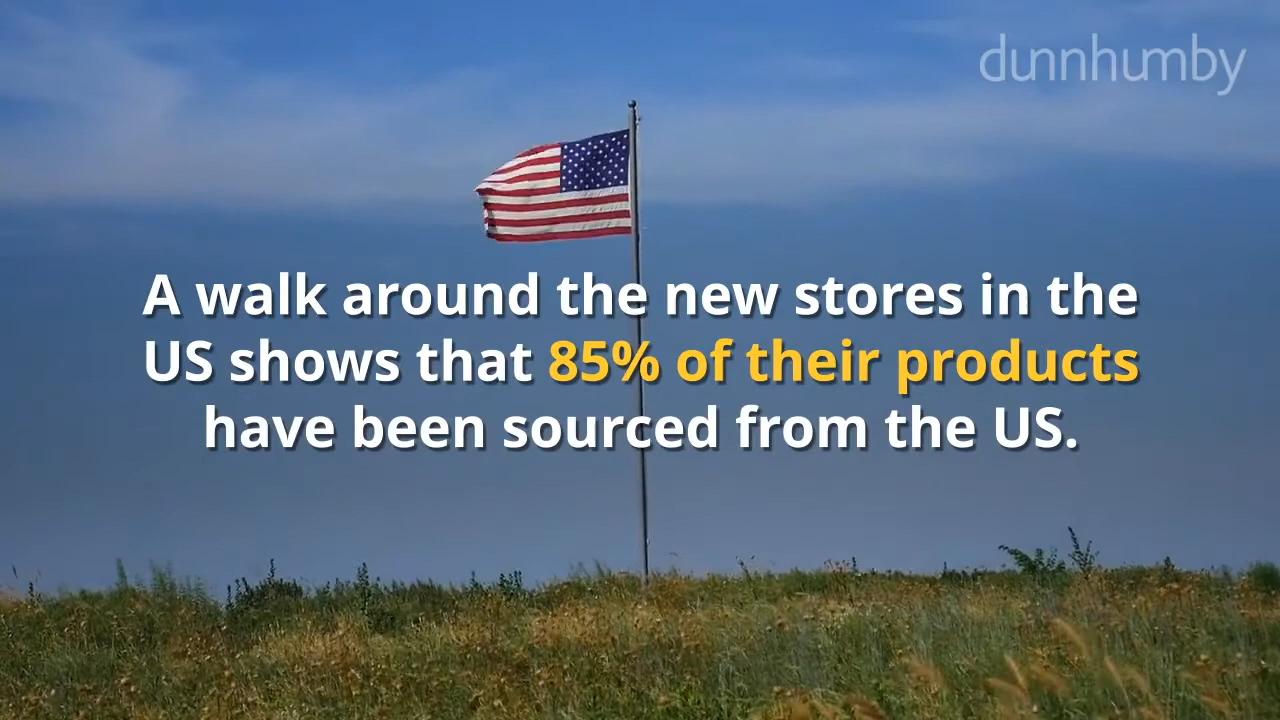 dunnhumby
A walk around the new stores in the
US shows that 85% of their products
have been sourced from the US.